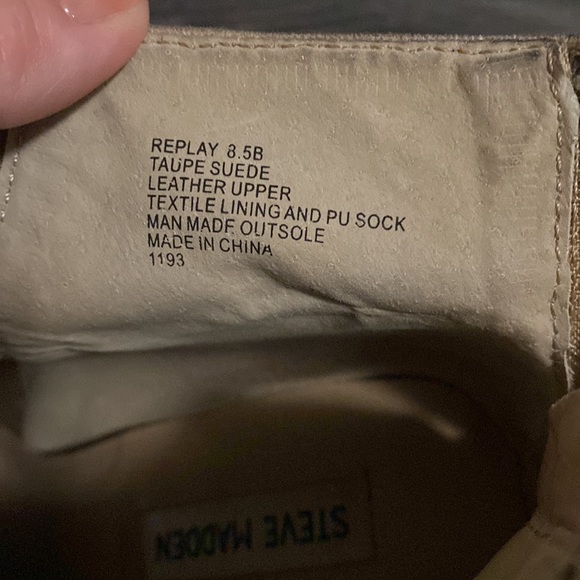 REPLAY 8.5B
TAUPE SUEDE
LEATHER UPPER
TEXTILE LINING AND PU SOCK
MAN MADE OUTSOLE
MADE IN CHINA
1193
STEVE MADDEN